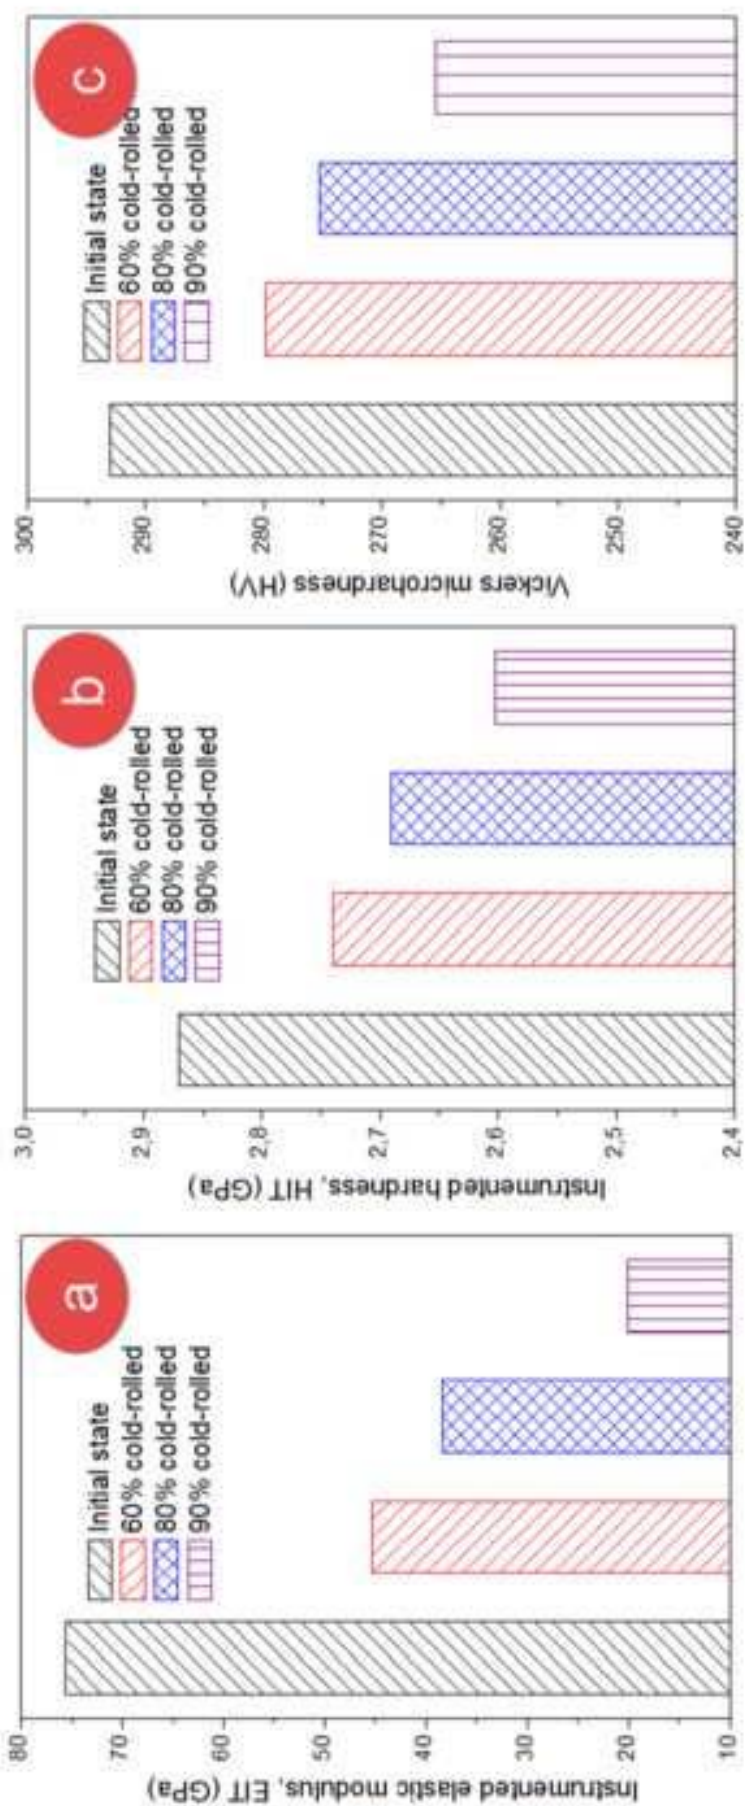 a
Initial state
60% cold-rolled
80% cold-rolled
90% cold-rolled
80
70
60
50
40
30
20
10
Instrumented elastic modulus, EIT (GPa)
b
Initial state
60% cold-rolled
80% cold-rolled
90% cold-rolled
3,0
2,9
2,8
2,7
2,6
2,5
2,4
Instrumented hardness, HIT (GPa)
c
Initial state
60% cold-rolled
80% cold-rolled
90% cold-rolled
300
290
280
270
260
250
240
Vickers microhardness (HV)